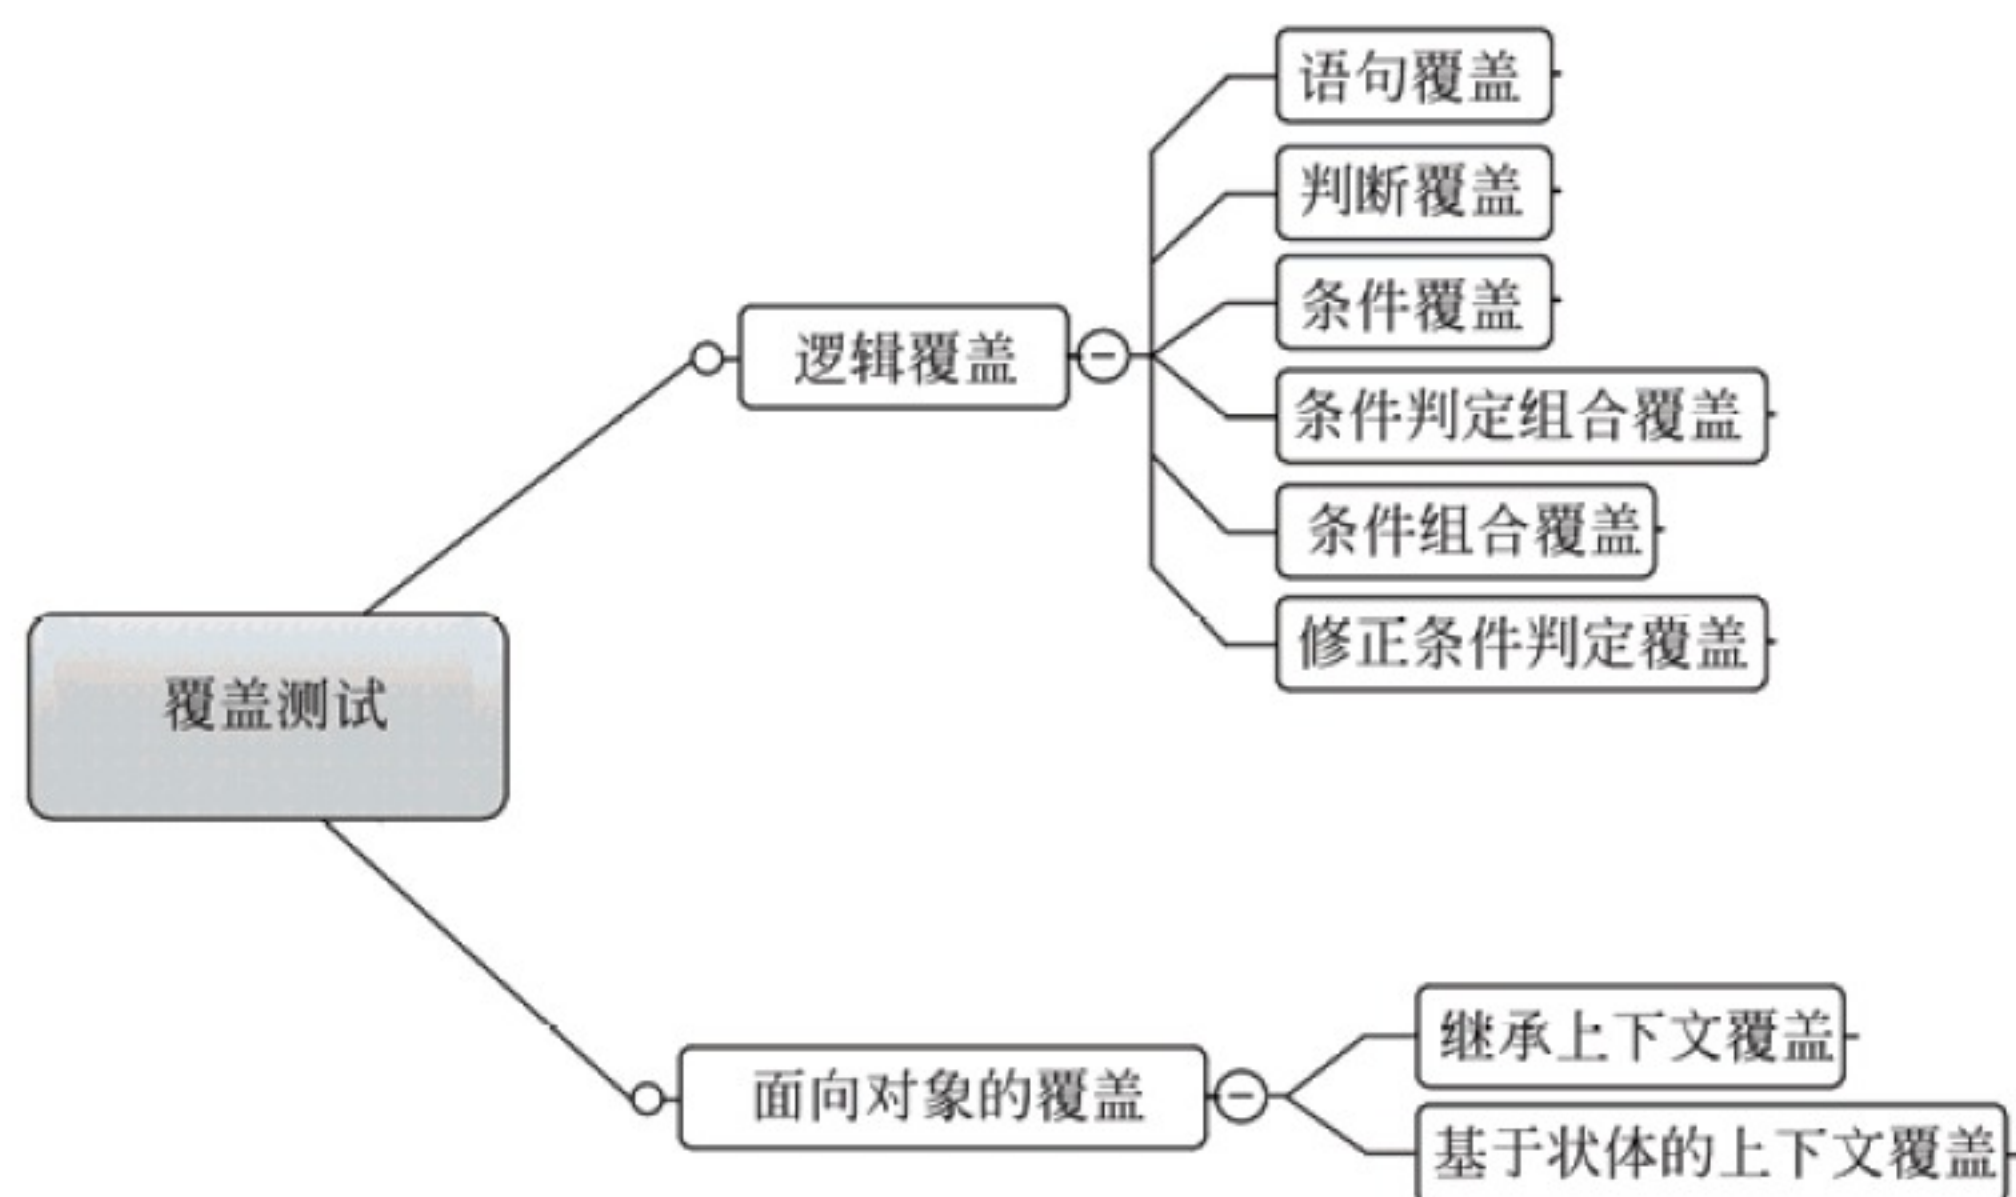 语句覆盖
判断覆盖
条件覆盖
逻辑覆盖
条件判定组合覆盖
条件组合覆盖
修正条件判定覆盖
覆盖测试
继承上下文覆盖
面向对象的覆盖
基于状体的上下文覆盖